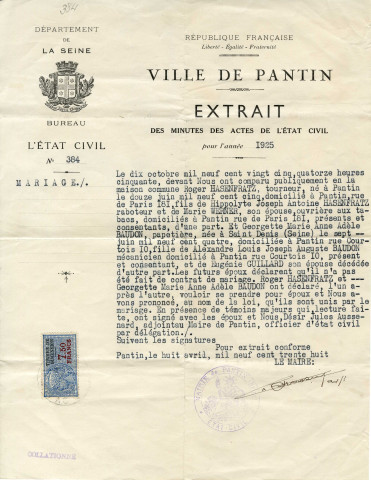 384
DÉPARTEMENT
DE
LA SEINE
BUREAU
L'ÉTAT CIVIL
N° 384
MARIAGE./.
RÉPUBLIQUE FRANÇAISE
Liberté - Égalité - Fraternité
VILLE DE PANTIN
EXTRAIT
DES MINUTES DES ACTES DE L'ÉTAT CIVIL
pour l'année 1925
Le dix octobre mil neuf cent vingt cinq, quatorze heures
cinquante, devant Nous ont comparu publiquement en la
maison commune Roger HASENFRATZ, tourneur, né à Pantin
le douze juin mil neuf cent cinq, domicilié à Pantin, rue
de Paris 181, fils de Hippolyte Joseph Antoine HASENFRATZ
raboteur et de Marie WERNER, son épouse, ouvrière aux ta-
bacs, domiciliés à Pantin rue de Paris 181, présents et
consentants, d'une part. Et Georgette Marie Anne Adèle
BAUDON, papetière, née à Saint Denis (Seine) le sept --
juin mil neuf cent quatre, domiciliée à Pantin rue Cour-
tois 10, fille de Alexandre Louis Joseph Auguste BAUDON
mécanicien domicilié à Pantin rue Courtois 10, présent
et consentant, et de Eugénie GUILLARD son épouse décédée
d'autre part. Les futurs époux déclarent qu'il n'a pas
été fait de contrat de mariage. Roger HASENFRATZ et ----
Georgette Marie Anne Adèle BAUDON ont déclaré, l'un a-
près l'autre, vouloir se prendre pour époux et Nous a-
vons prononcé, au nom de la loi, qu'ils sont unis par le
mariage. En présence de témoins majeurs qui, lecture fai-
te, ont signé avec les époux et Nous, Désir Jules Ausse-
nard, adjoint au Maire de Pantin, officier d'état civil
par délégation./.
Suivent les signatures
Pour extrait conforme
Pantin, le huit avril, mil neuf cent trente huit
LE MAIRE:
7.50
COLLATIONNÉ